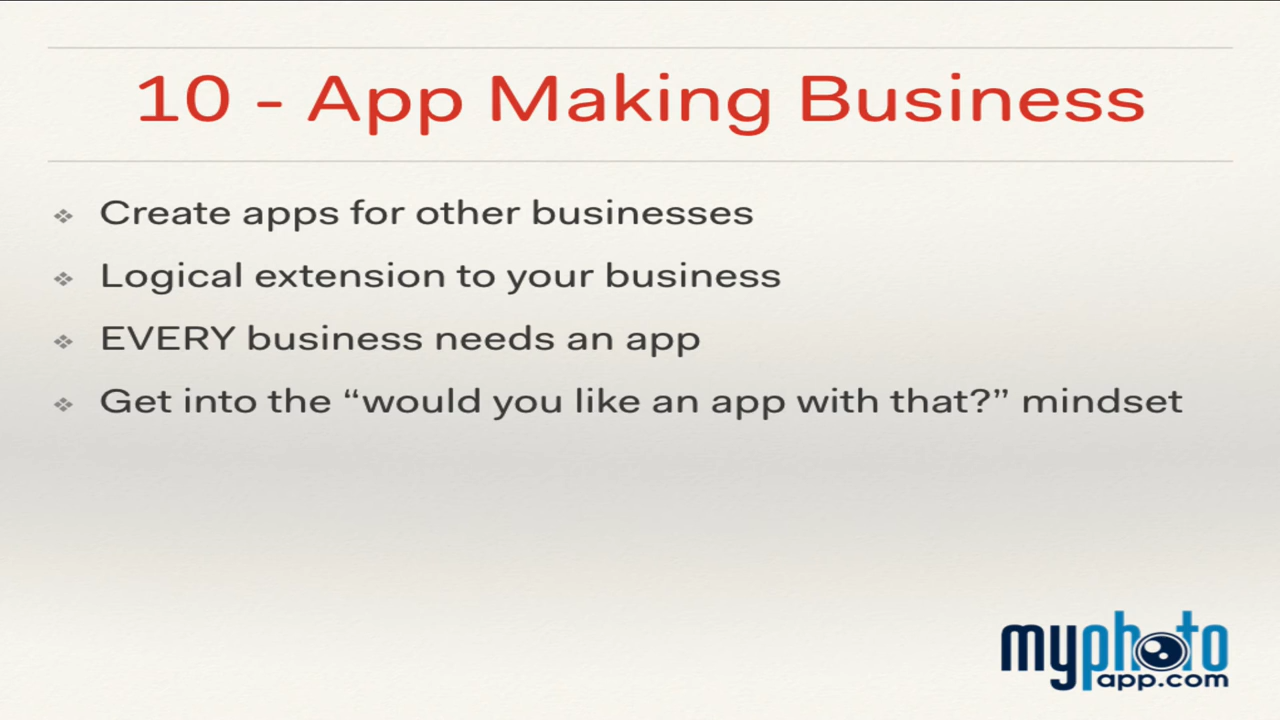 10 - App Making Business
Create apps for other businesses
Logical extension to your business
EVERY business needs an app
Get into the “would you like an app with that?” mindset
myphoto
app.com